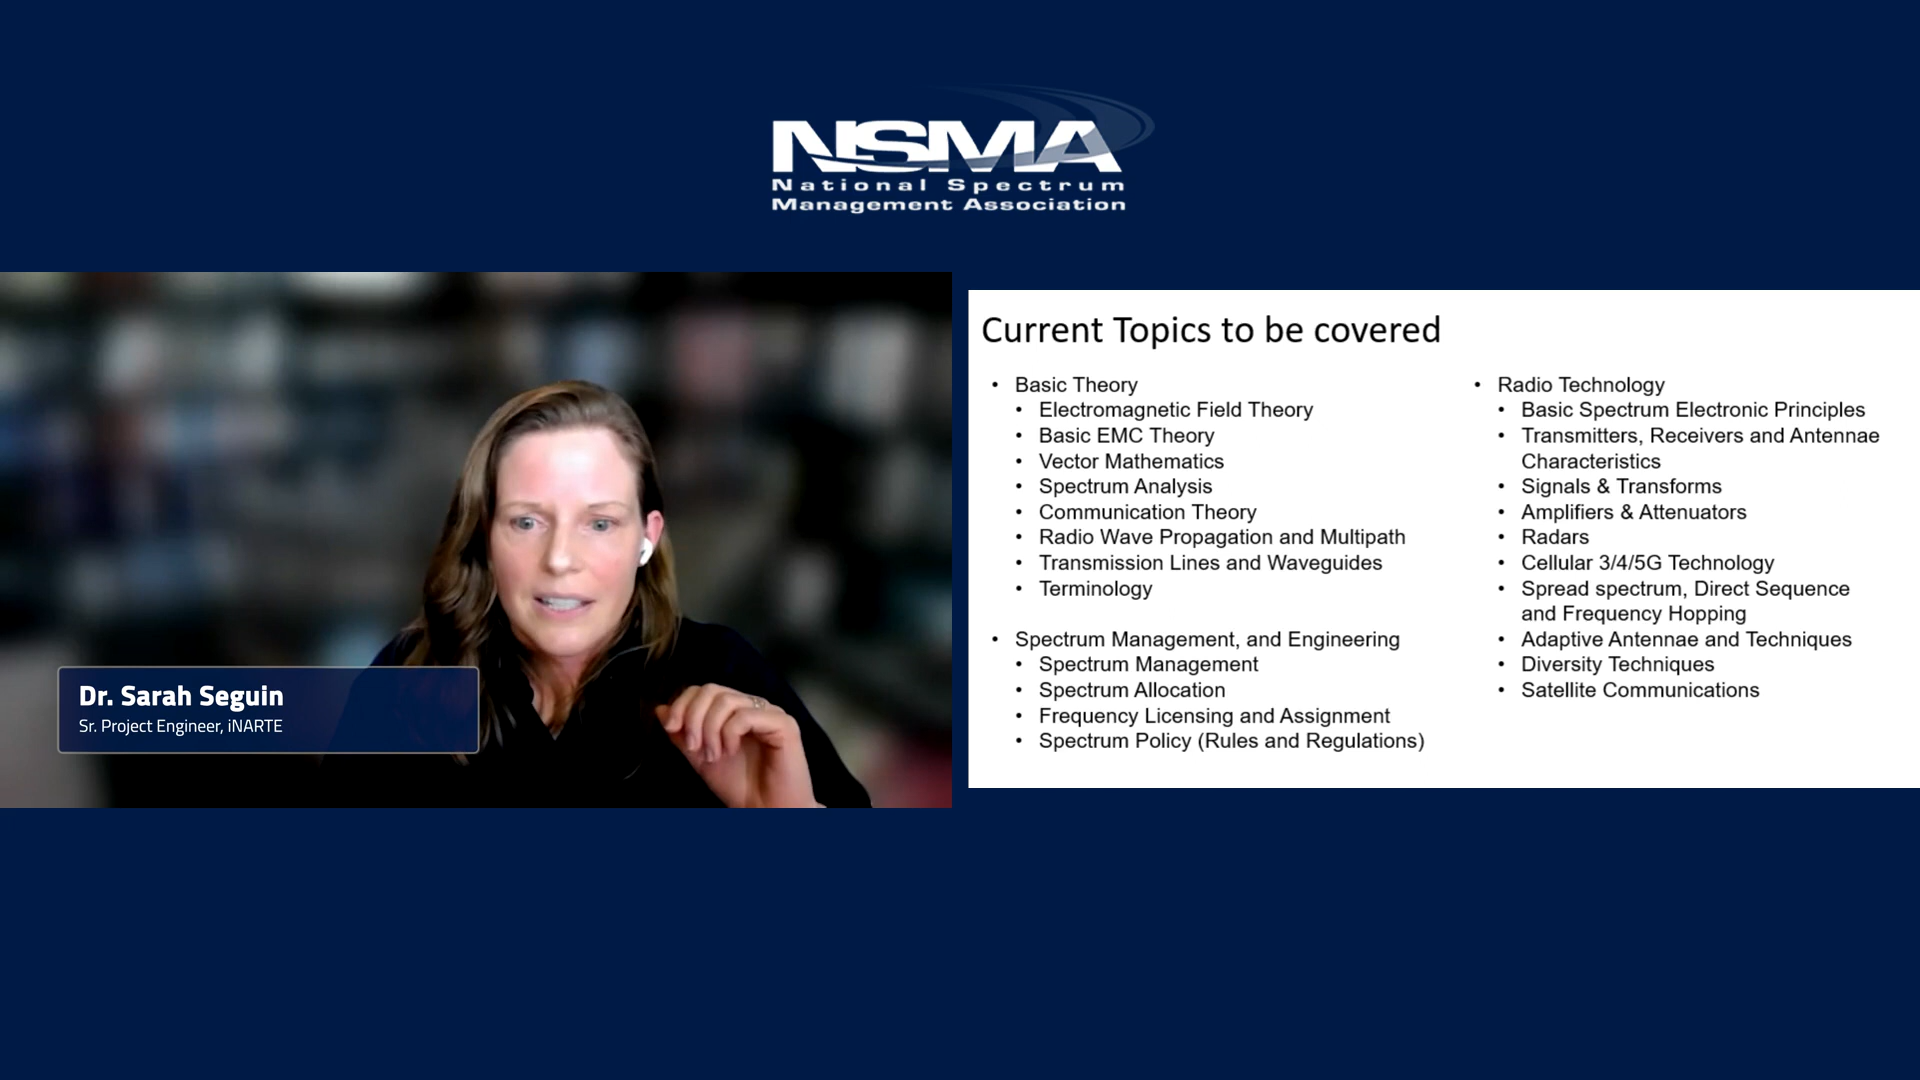 NSMA
National Spectrum
Management Association
Dr. Sarah Seguin
Sr. Project Engineer, iNARTE
Current Topics to be covered
• Basic Theory
• Electromagnetic Field Theory
• Basic EMC Theory
• Vector Mathematics
• Spectrum Analysis
• Communication Theory
• Radio Wave Propagation and Multipath
• Transmission Lines and Waveguides
• Terminology
• Spectrum Management, and Engineering
• Spectrum Management
• Spectrum Allocation
• Frequency Licensing and Assignment
• Spectrum Policy (Rules and Regulations)
• Radio Technology
• Basic Spectrum Electronic Principles
• Transmitters, Receivers and Antennae
Characteristics
• Signals & Transforms
• Amplifiers & Attenuators
• Radars
• Cellular 3/4/5G Technology
• Spread spectrum, Direct Sequence
and Frequency Hopping
• Adaptive Antennae and Techniques
• Diversity Techniques
• Satellite Communications